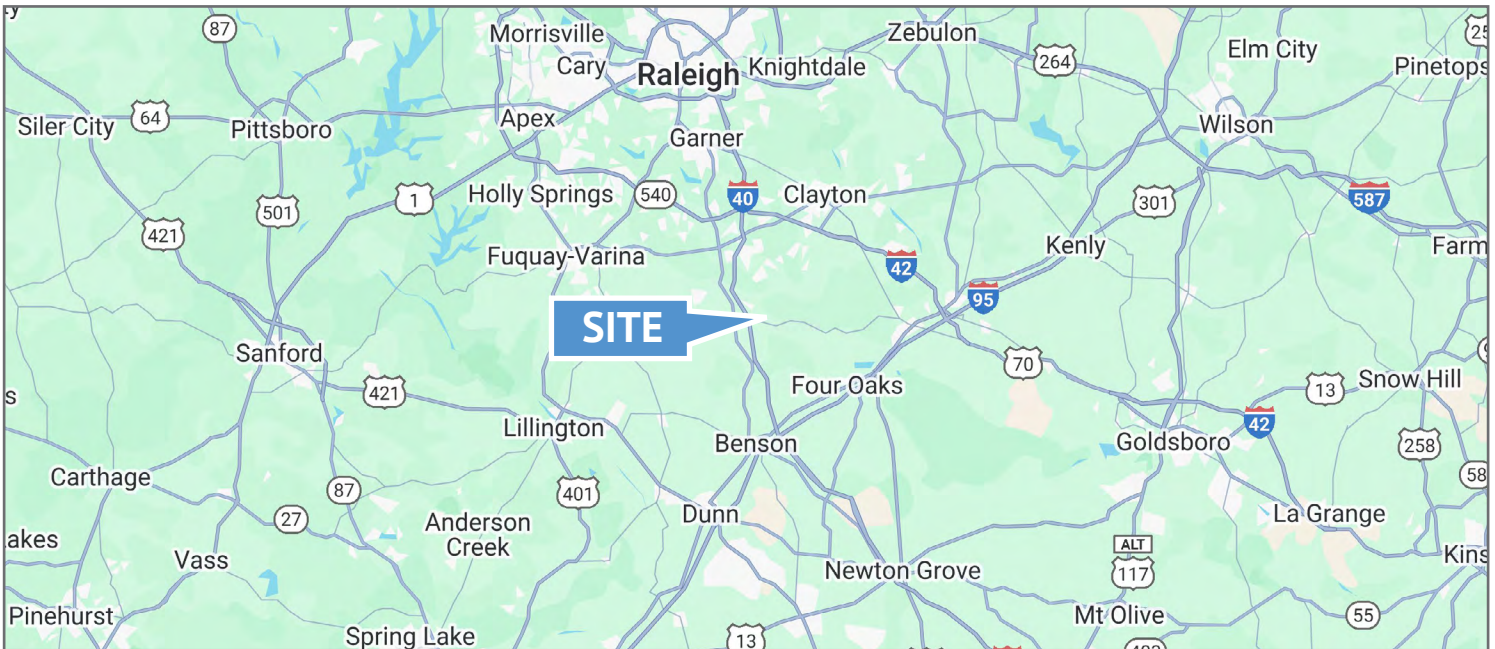 87
Morrisville
Zebulon
Elm City
Cary
Raleigh
Knightdale
264
Pinetops
64
Siler City
Pittsboro
Apex
Garner
Wilson
Holly Springs
540
40
Clayton
1
501
301
587
421
Fuquay-Varina
Kenly
Farm
42
95
SITE
Sanford
70
421
Four Oaks
13
Snow Hill
s
Lillington
Benson
Goldsboro
42
258
Carthage
87
401
58
27
Anderson
Creek
Dunn
La Grange
akes
Vass
ALT
117
Newton Grove
Kins
Pinehurst
Mt Olive
55
Spring Lake
13